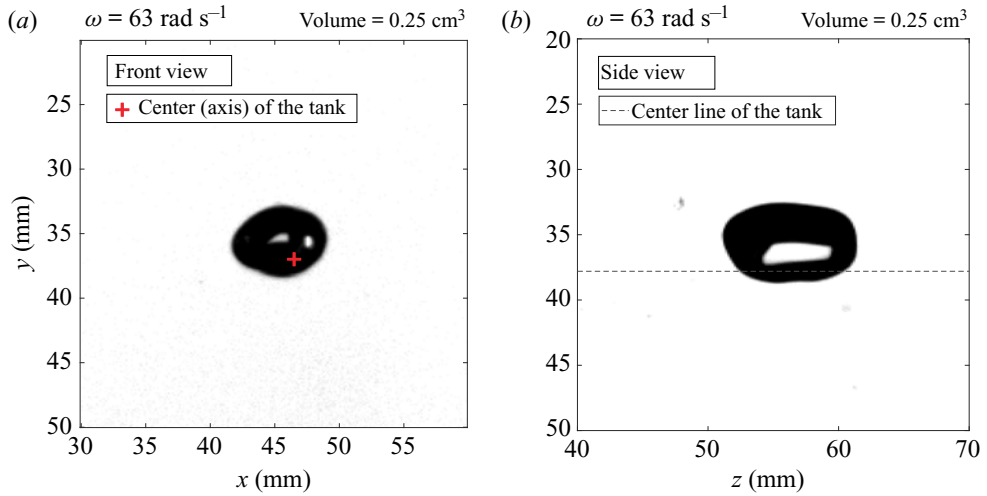 (a) ω = 63 rad s⁻¹ Volume = 0.25 cm³
Front view
Center (axis) of the tank
25
30
35
40
45
50
y (mm)
30 35 40 45 50 55
x (mm)
(b) ω = 63 rad s⁻¹ Volume = 0.25 cm³
20
Side view
Center line of the tank
25
30
35
40
45
50
40 50 60 70
z (mm)